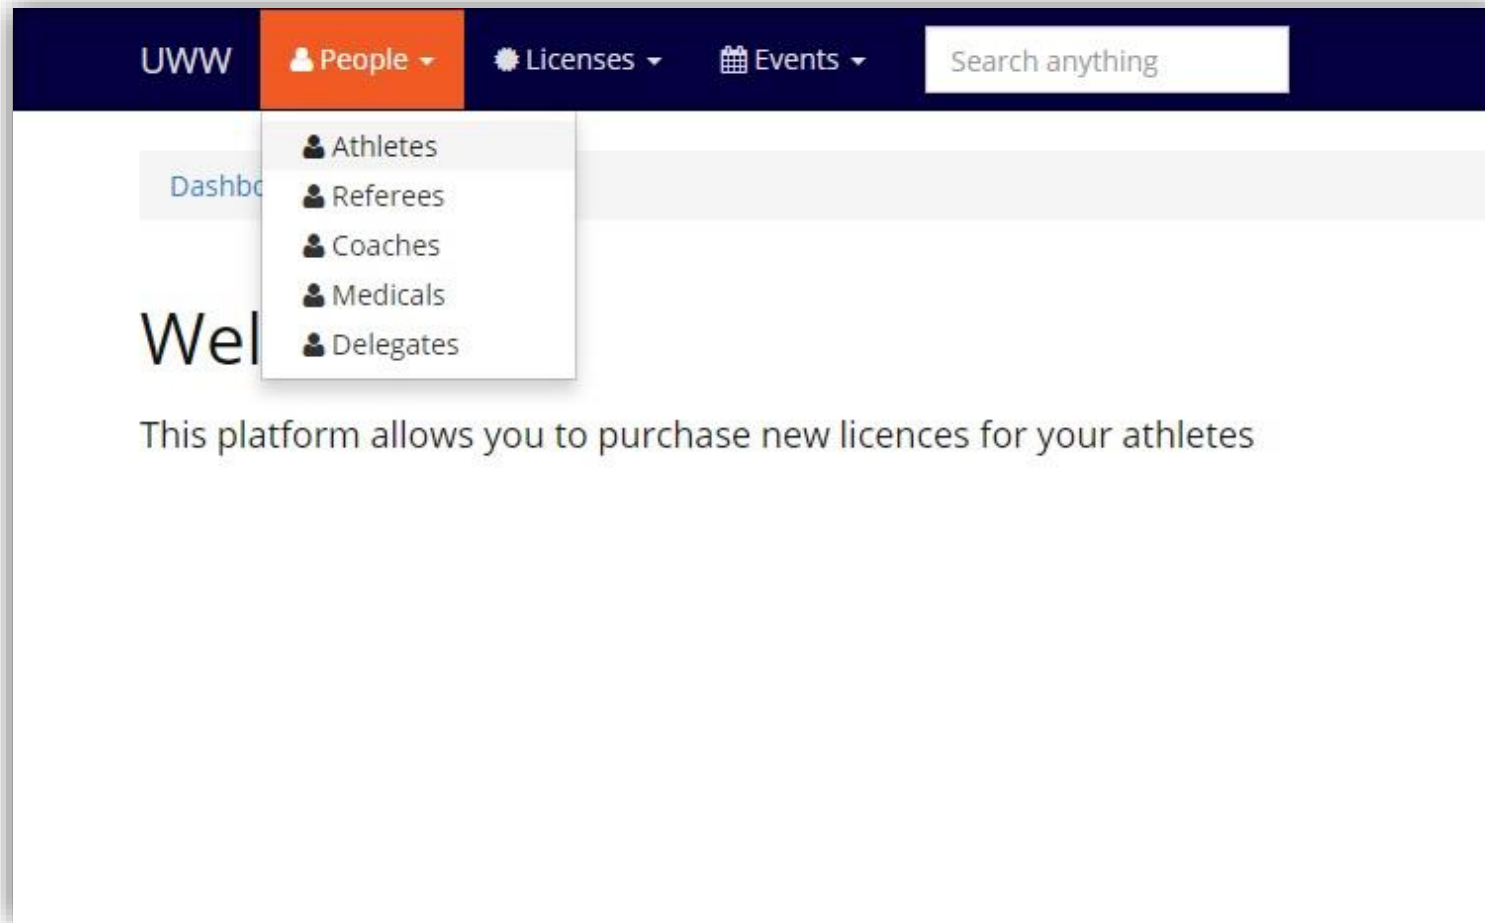 UWW People Licenses Events Search anything
Athletes
Dashbo
Referees
Coaches
Medicals
Wel
Delegates
This platform allows you to purchase new licences for your athletes